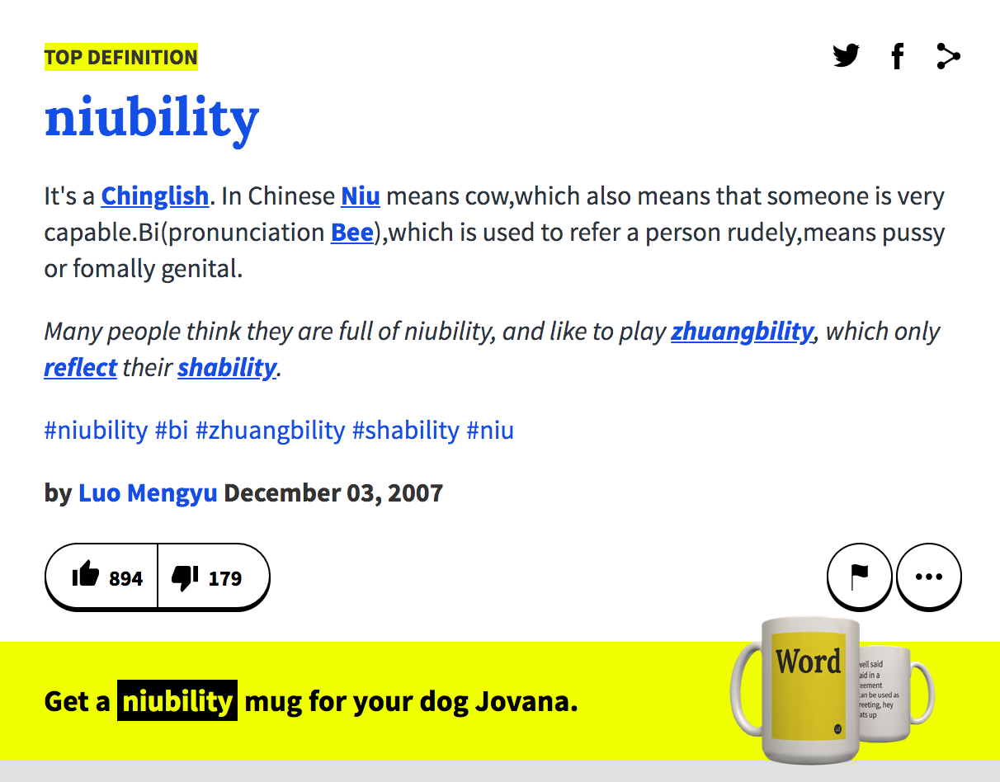 TOP DEFINITION
niubility
It's a Chinglish. In Chinese Niu means cow,which also means that someone is very
capable.Bi(pronunciation Bee),which is used to refer a person rudely,means pussy
or fomally genital.
Many people think they are full of niubility, and like to play zhuangbility, which only
reflect their shability.
#niubility #bi #zhuangbility #shability #niu
by Luo Mengyu December 03, 2007
894 179
Word
well said
aid in a
reement
can be used as
reeting, hey
ats up
Get a niubility mug for your dog Jovana.